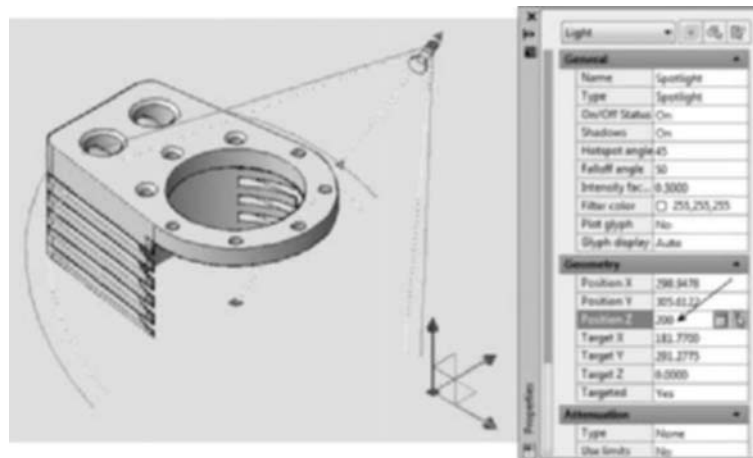 Light
General
Name Spotlight
Type Spotlight
On/Off Status On
Shadows On
Hotspot angle 45
Falloff angle 50
Intensity fac... 0.5000
Filter color 255,255,255
Plot glyph No
Glyph display Auto
Geometry
Position X 298.9478
Position Y
Position Z 200
Target X 181.7700
Target Y 201.2775
Target Z 0.0000
Targeted Yes
Attenuation
Type None
Use limits No
Properties